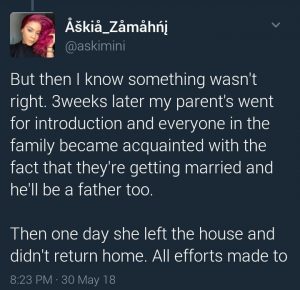 Åškiå_Zåmåhńį
@askimini
But then I know something wasn't
right. 3weeks later my parent's went
for introduction and everyone in the
family became acquainted with the
fact that they're getting married and
he'll be a father too.
Then one day she left the house and
didn't return home. All efforts made to
8:23 PM · 30 May 18